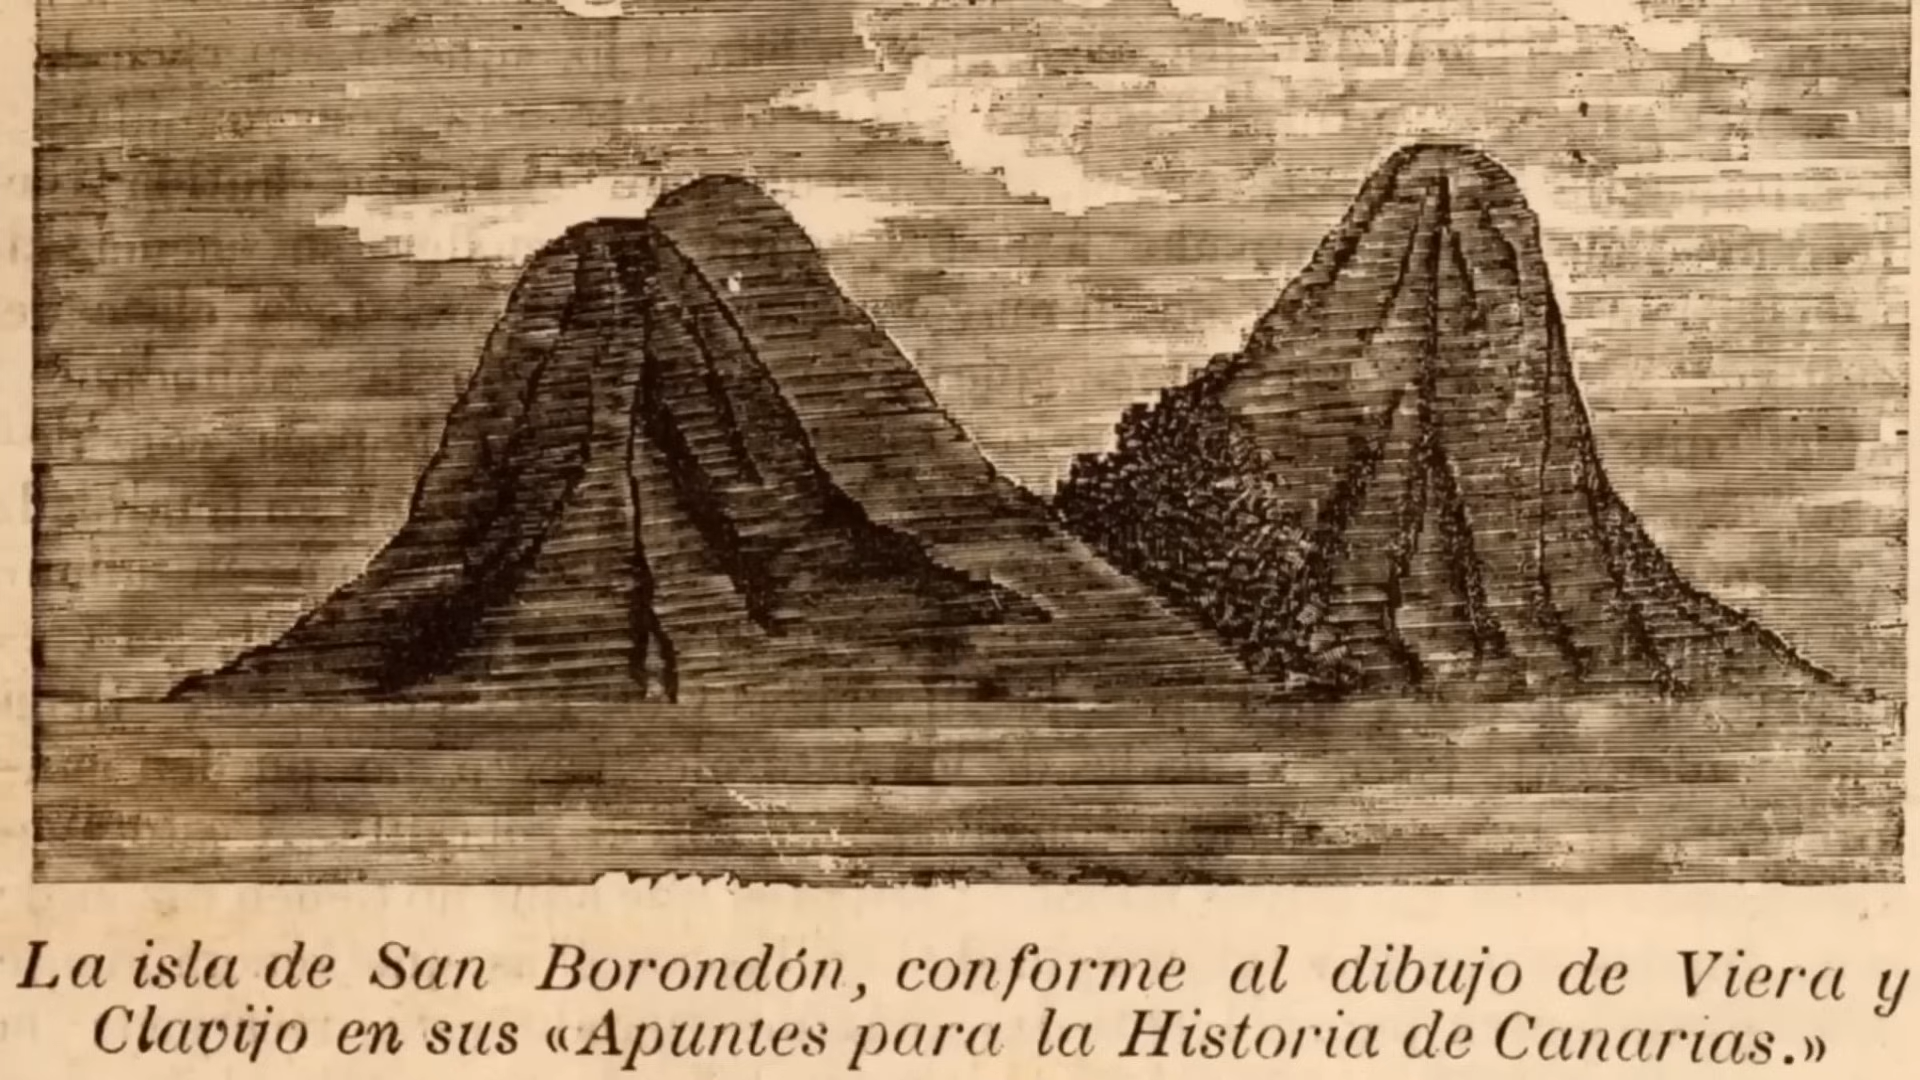 La isla de San Borondón, conforme al dibujo de Viera y
Clavijo en sus «Apuntes para la Historia de Canarias.»